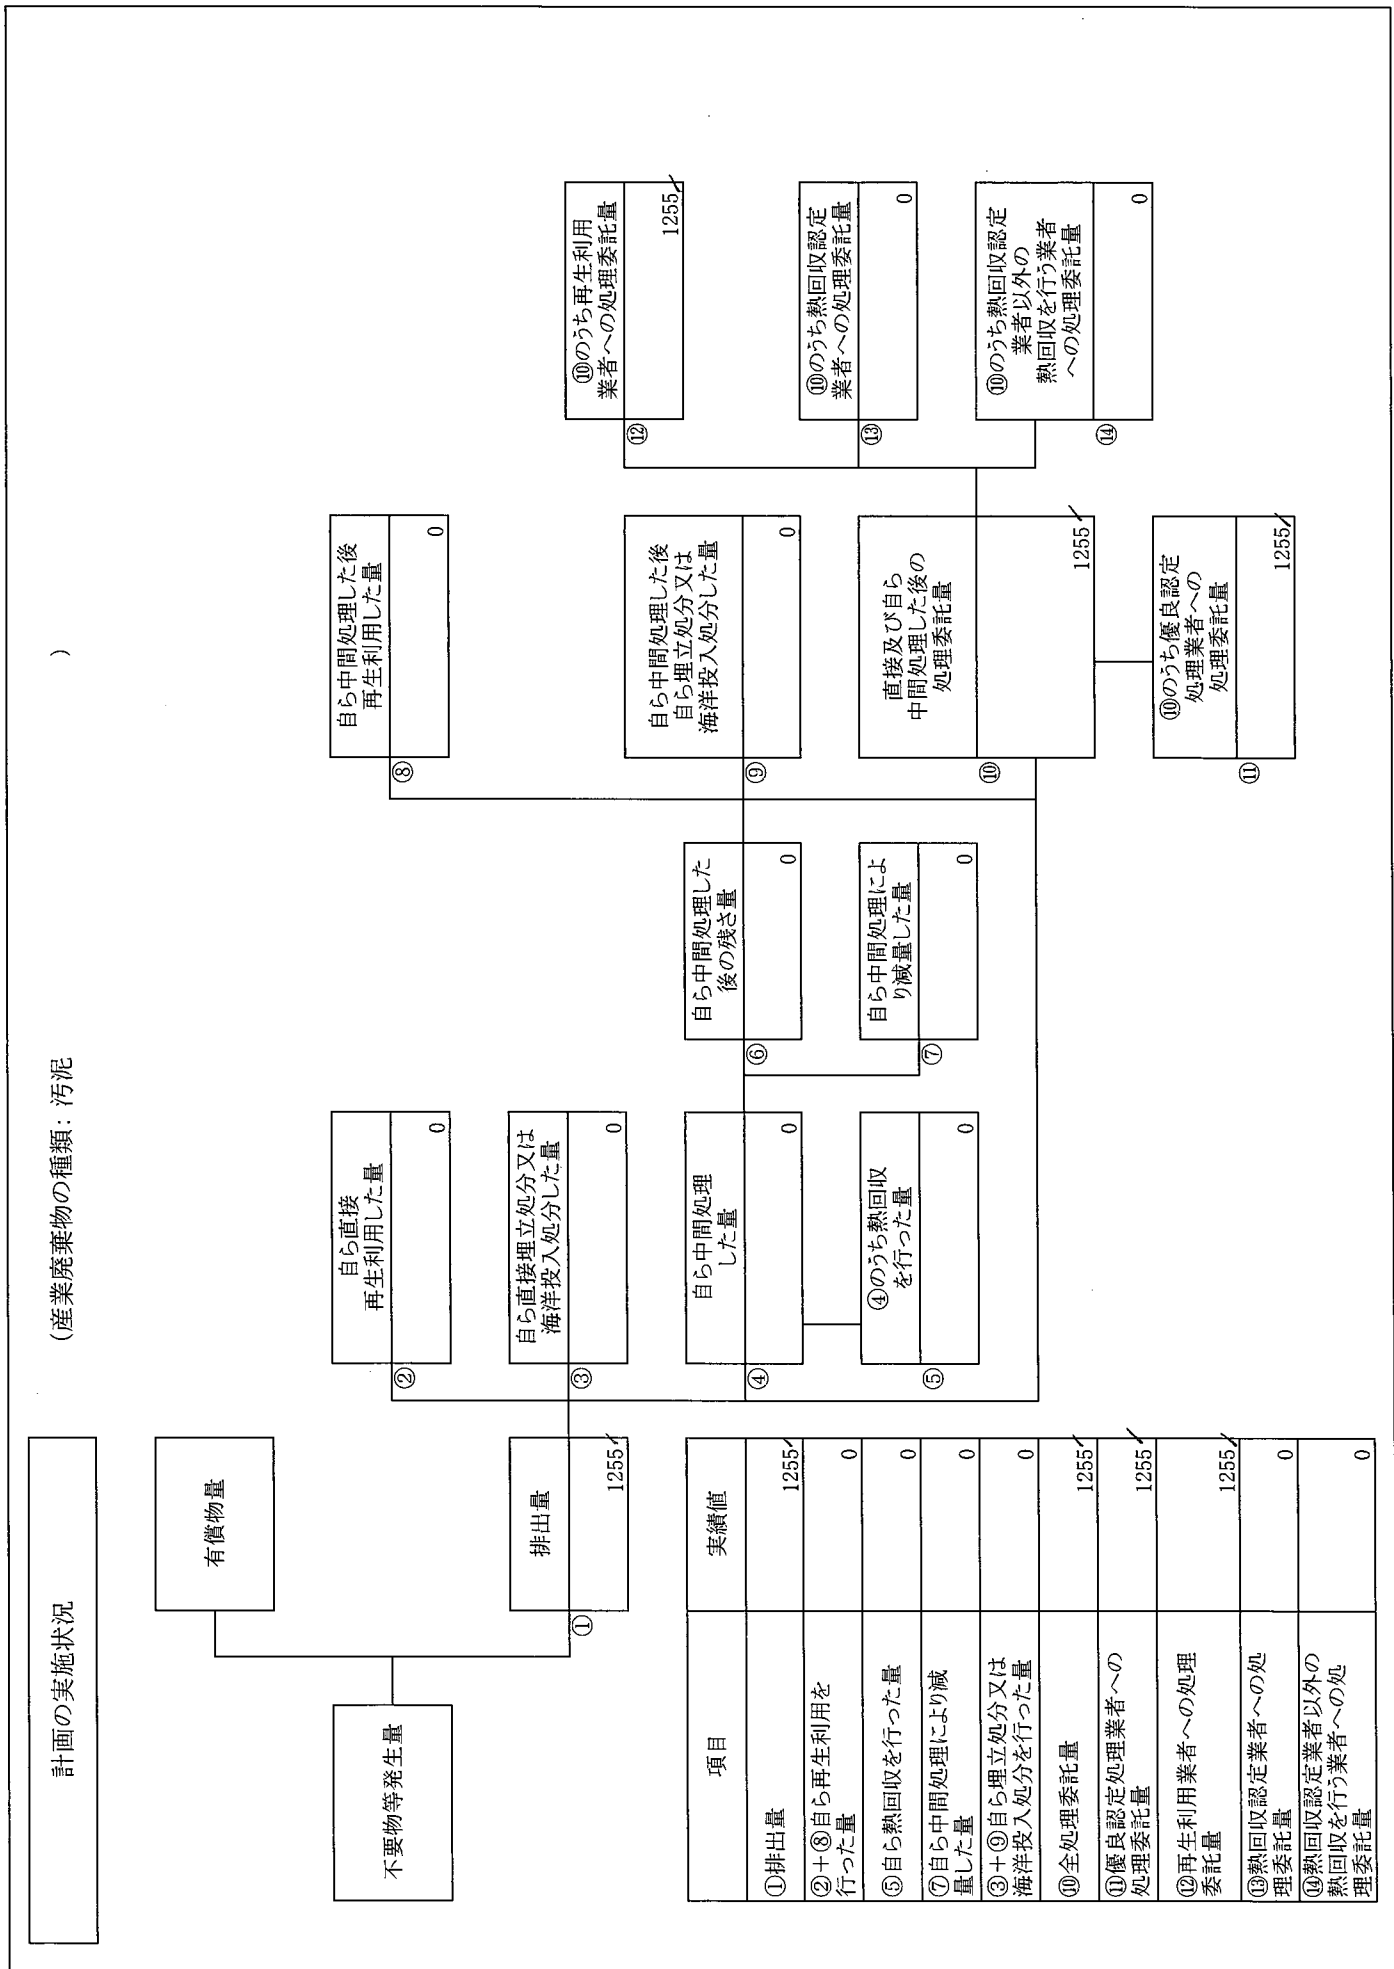 計画の実施状況
(産業廃棄物の種類: 汚泥
)
不要物等発生量
有償物量
排出量
①
1255
自ら直接
再生利用した量
②
0
自ら直接埋立処分又は
海洋投入処分した量
③
0
自ら中間処理
した量
④
0
④のうち熱回収
を行った量
⑤
0
自ら中間処理した
後の残さ量
⑥
0
自ら中間処理によ
り減量した量
⑦
0
自ら中間処理した後
再生利用した量
⑧
0
自ら中間処理した後
自ら埋立処分又は
海洋投入処分した量
⑨
0
直接及び自ら
中間処理した後の
処理委託量
⑩
1255
⑩のうち優良認定
処理業者への
処理委託量
⑪
1255
⑩のうち再生利用
業者への処理委託量
⑫
1255
⑩のうち熱回収認定
業者への処理委託量
⑬
0
⑩のうち熱回収認定
業者以外の
熱回収を行う業者
への処理委託量
⑭
0
項目 実績値
①排出量 1255
②+⑧自ら再生利用を
行った量 0
⑤自ら熱回収を行った量 0
⑦自ら中間処理により減
量した量 0
③+⑨自ら埋立処分又は
海洋投入処分を行った量 0
⑩全処理委託量 1255
⑪優良認定処理業者への
処理委託量 1255
⑫再生利用業者への処理
委託量 1255
⑬熱回収認定業者への処
理委託量 0
⑭熱回収認定業者以外の
熱回収を行う業者への処
理委託量 0